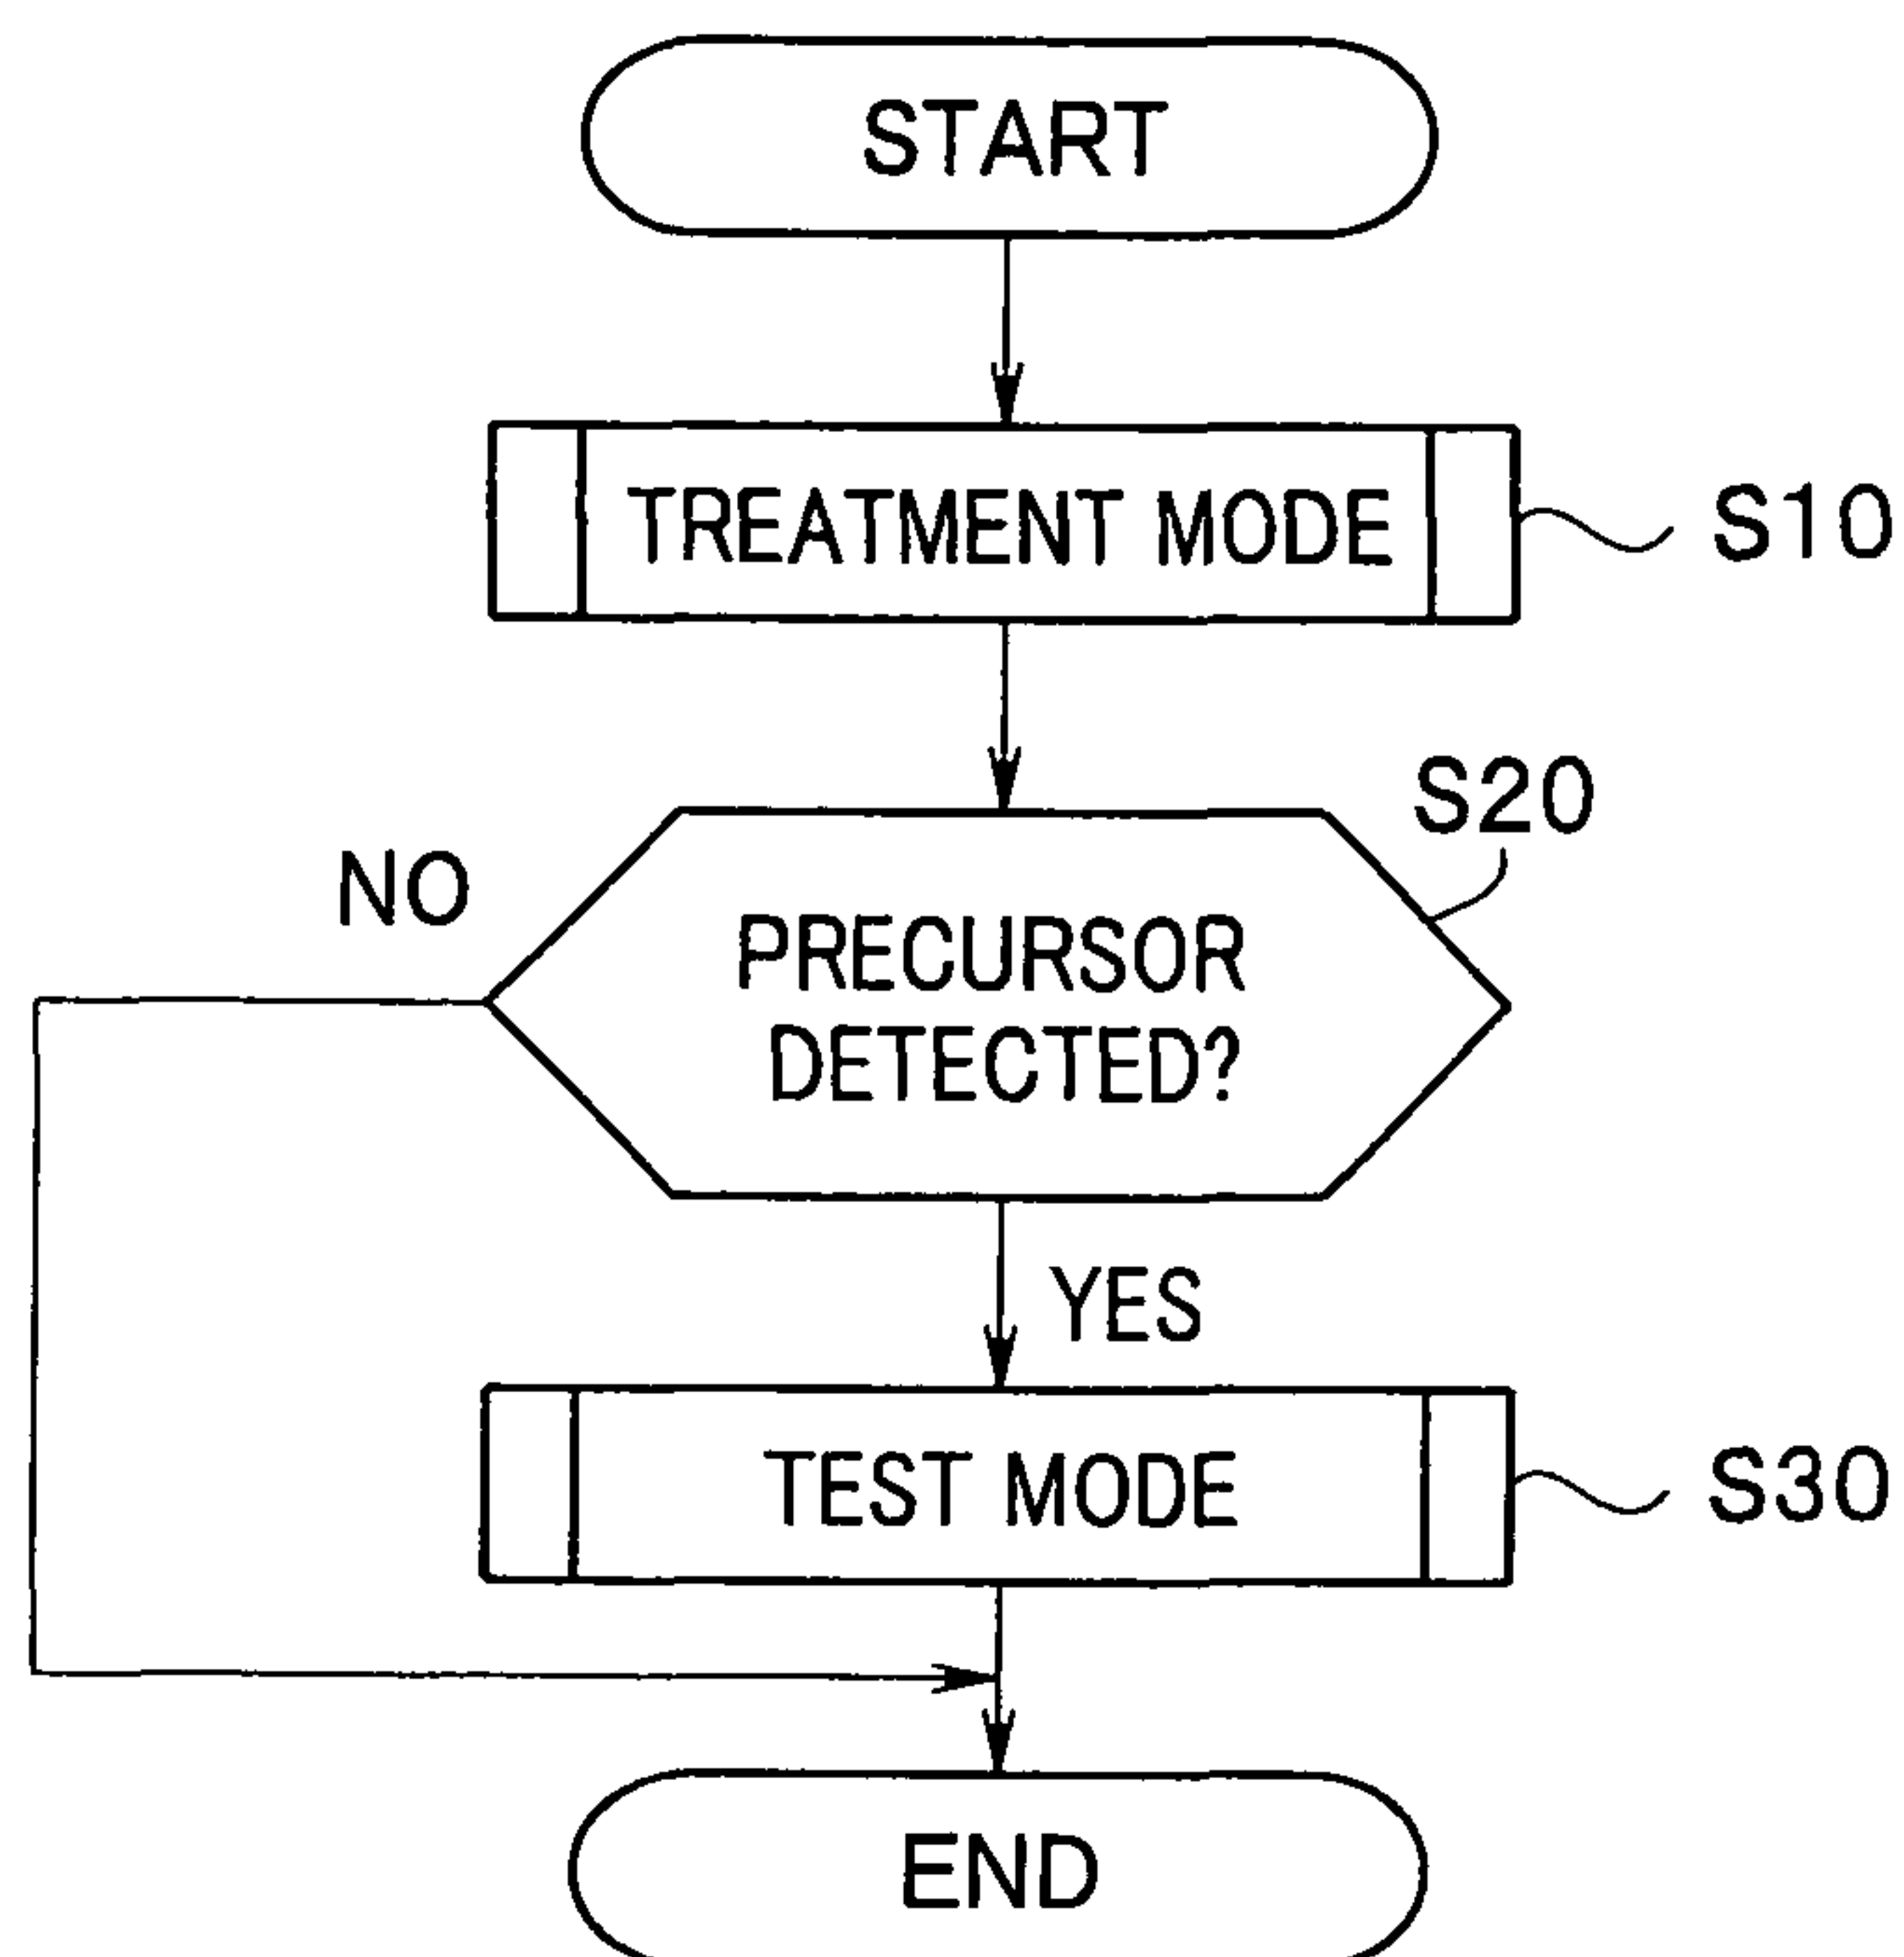 START
TREATMENT MODE
S10
S20
NO
PRECURSOR
DETECTED?
YES
TEST MODE
S30
END